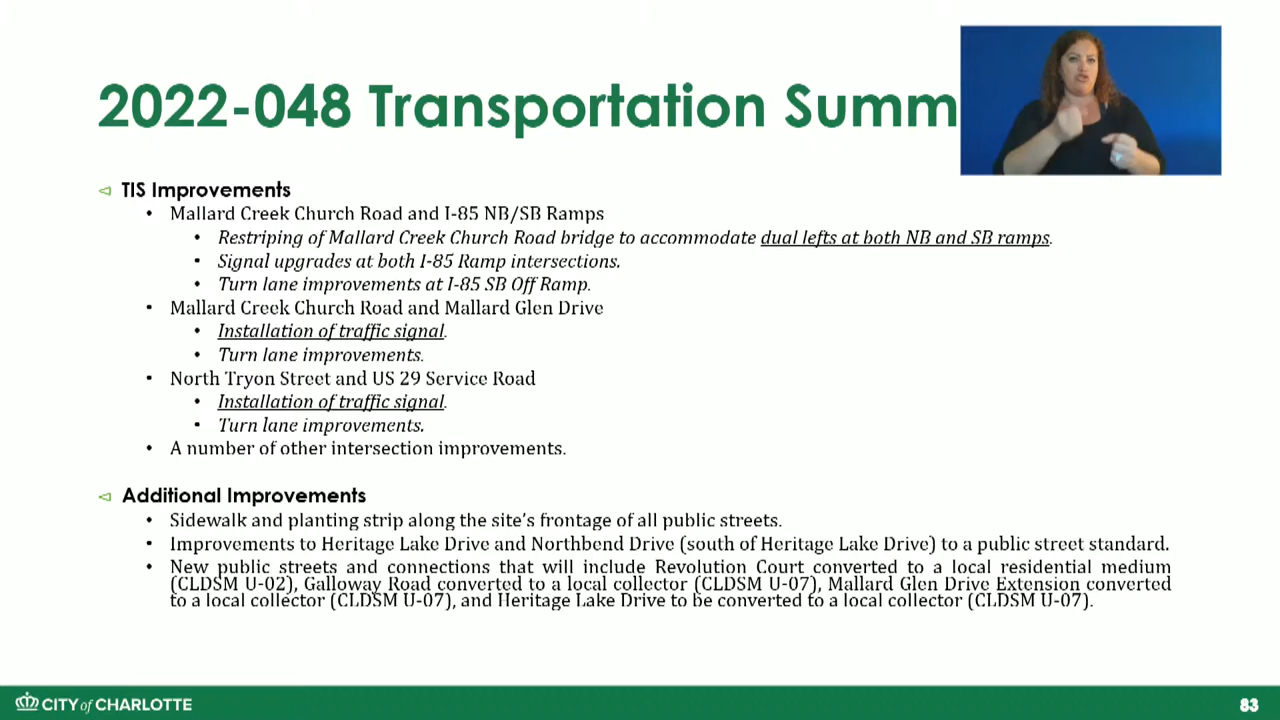 2022-048 Transportation Summ
TIS Improvements
• Mallard Creek Church Road and I-85 NB/SB Ramps
• Restriping of Mallard Creek Church Road bridge to accommodate dual lefts at both NB and SB ramps.
• Signal upgrades at both I-85 Ramp intersections.
• Turn lane improvements at I-85 SB Off Ramp.
• Mallard Creek Church Road and Mallard Glen Drive
• Installation of traffic signal.
• Turn lane improvements.
• North Tryon Street and US 29 Service Road
• Installation of traffic signal.
• Turn lane improvements.
• A number of other intersection improvements.
Additional Improvements
• Sidewalk and planting strip along the site's frontage of all public streets.
• Improvements to Heritage Lake Drive and Northbend Drive (south of Heritage Lake Drive) to a public street standard.
• New public streets and connections that will include Revolution Court converted to a local residential medium
(CLDSM U-02), Galloway Road converted to a local collector (CLDSM U-07), Mallard Glen Drive Extension converted
to a local collector (CLDSM U-07), and Heritage Lake Drive to be converted to a local collector (CLDSM U-07).
CITY of CHARLOTTE
83